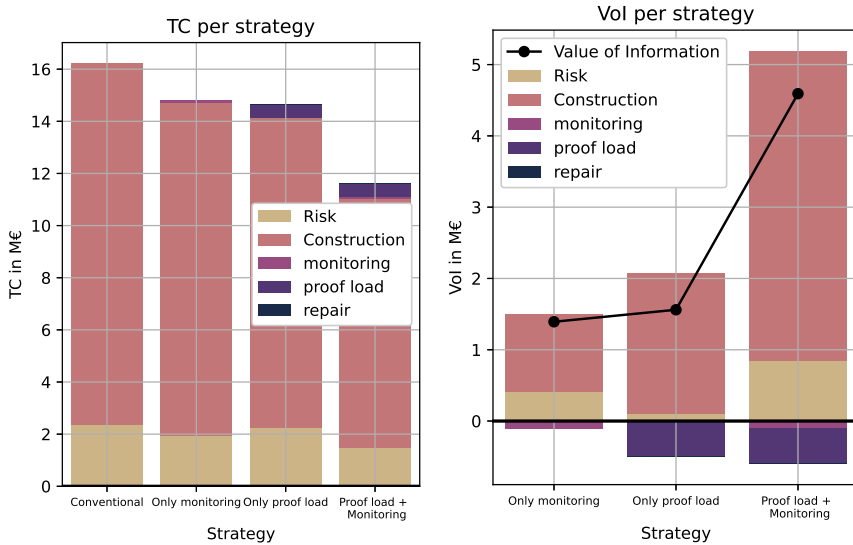 TC per strategy
TC in M€
16
14
12
10
8
6
4
2
0
Risk
Construction
monitoring
proof load
repair
Conventional
Only monitoring
Only proof load
Proof load +
Monitoring
Strategy
VoI per strategy
VoI in M€
5
4
3
2
1
0
Value of Information
Risk
Construction
monitoring
proof load
repair
Only monitoring
Only proof load
Proof load +
Monitoring
Strategy